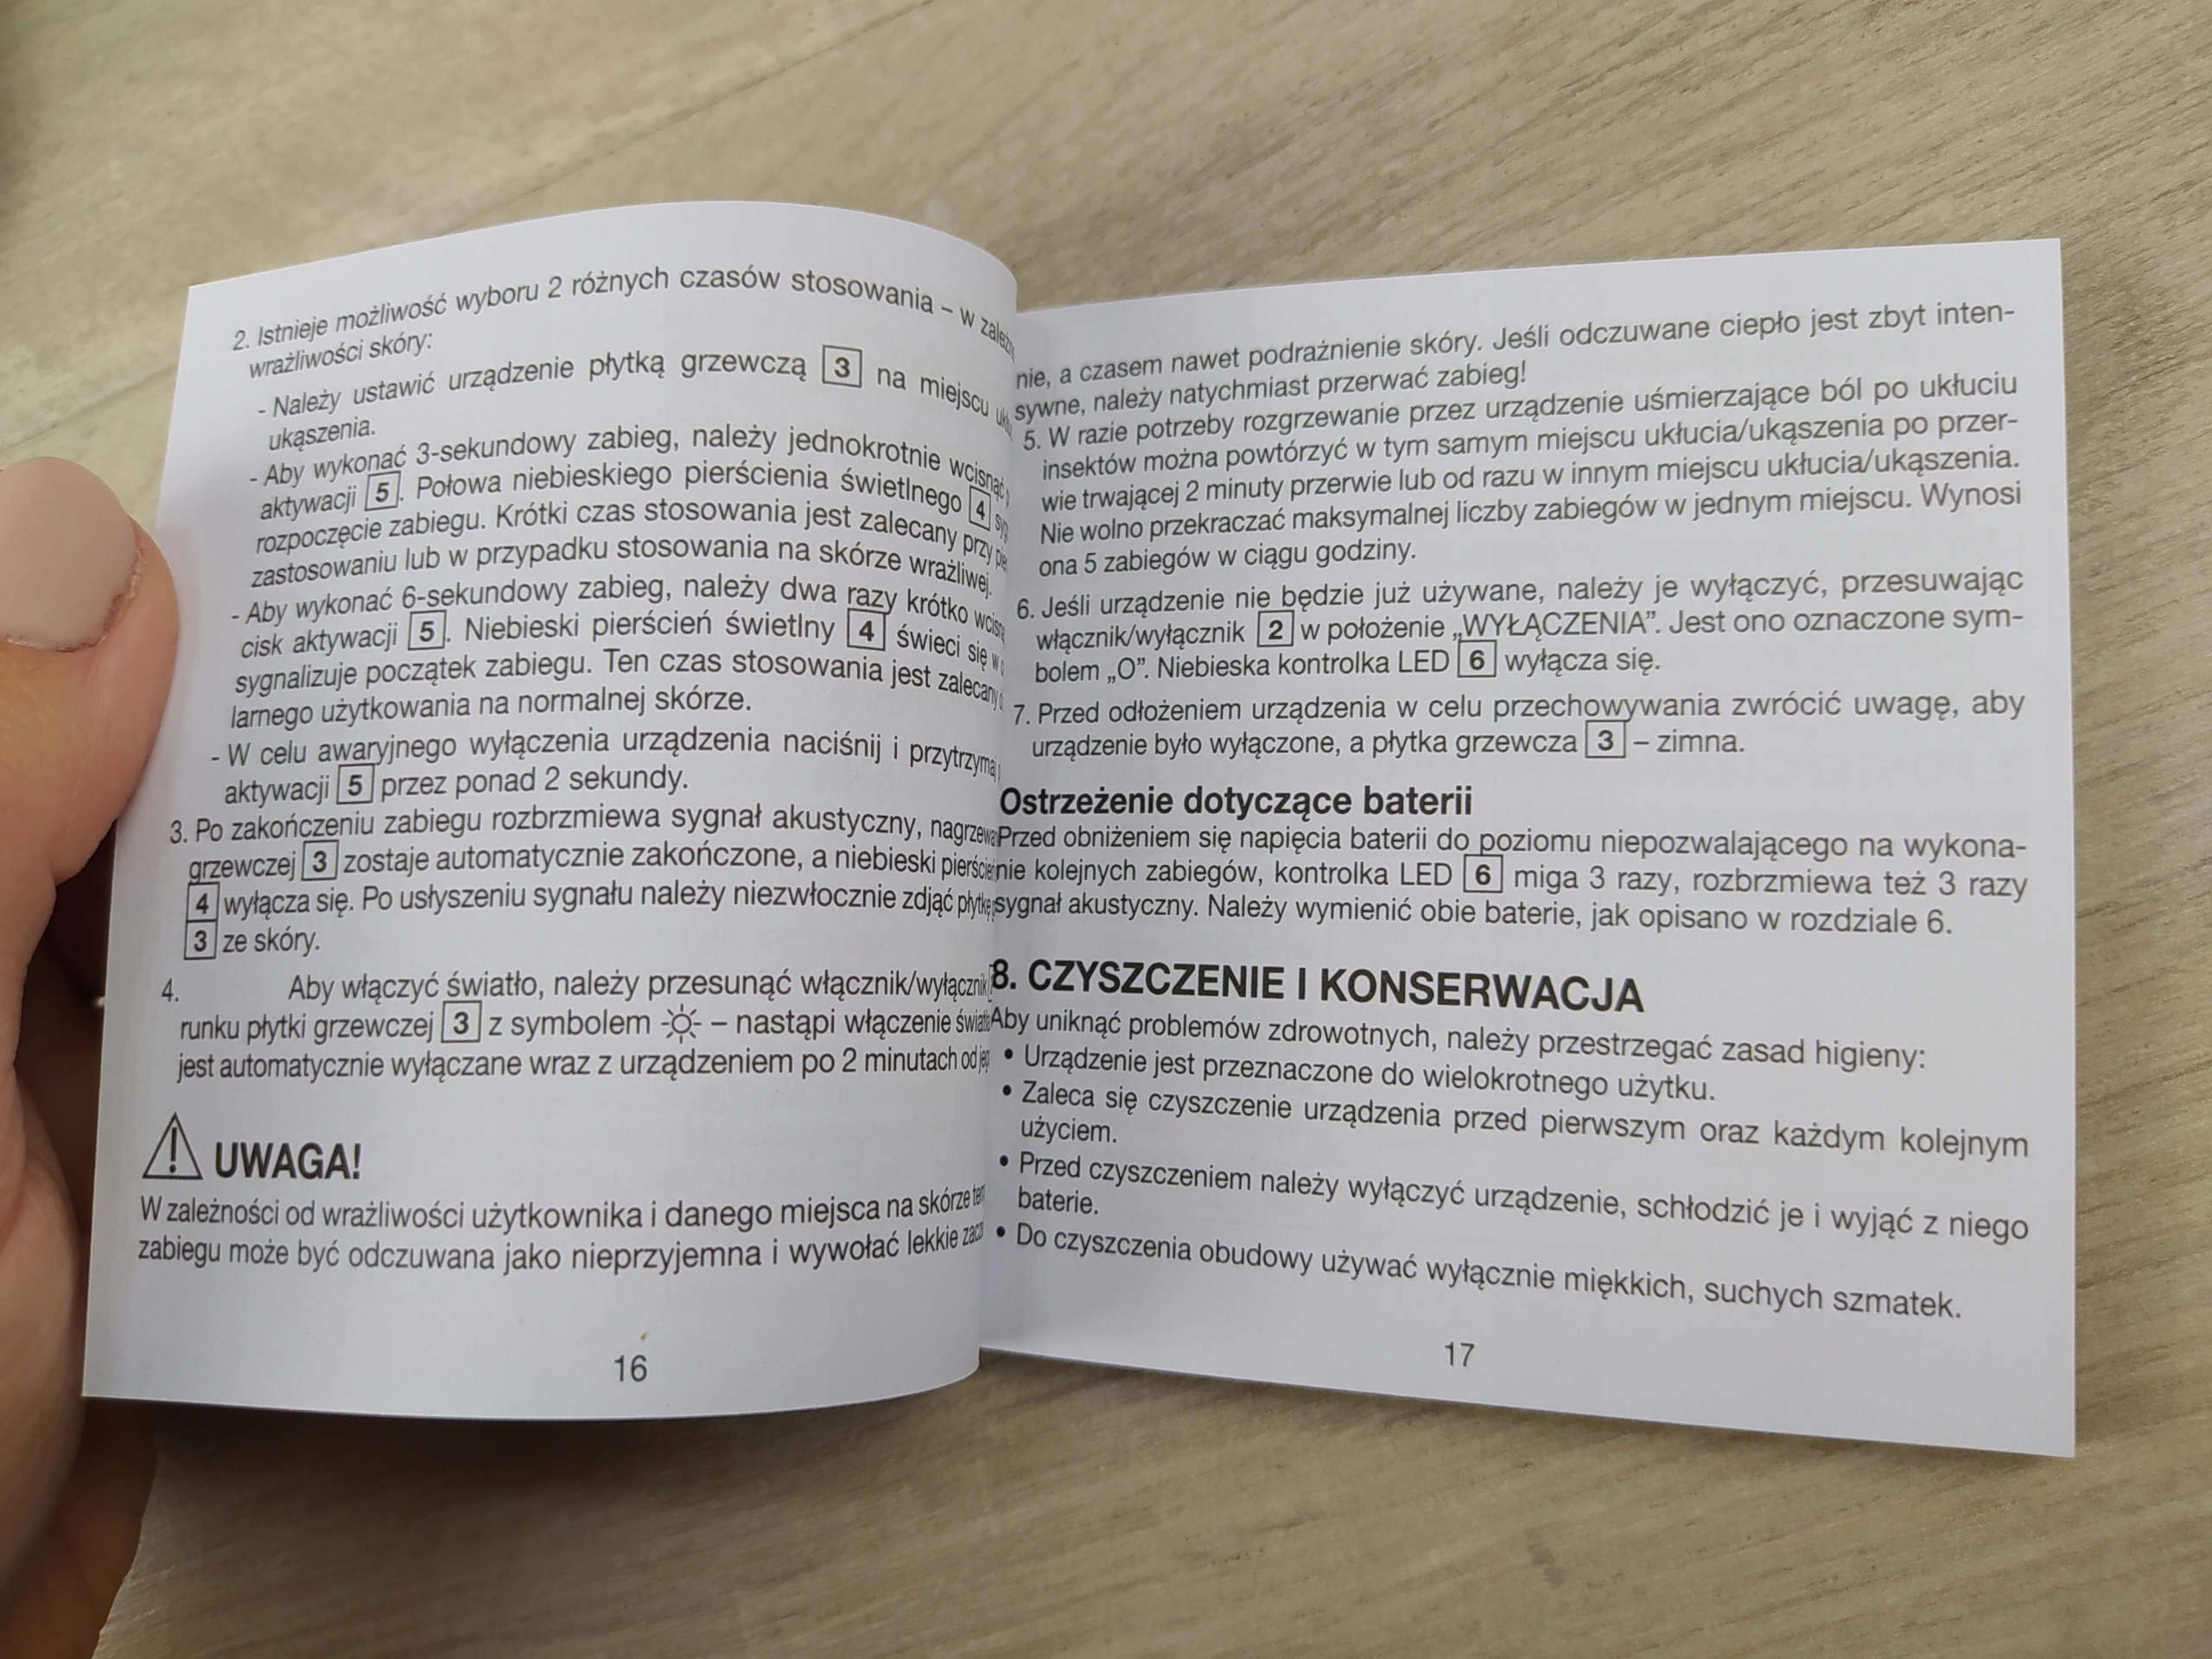 2. Istnieje możliwość wyboru 2 różnych czasów stosowania – w
wrażliwości skóry:
- Należy ustawić urządzenie płytką grzewczą 3 na miejscu
ukąszenia.
- Aby wykonać 3-sekundowy zabieg, należy jednokrotnie wcisnąć
aktywacji 5. Połowa niebieskiego pierścienia świetlnego 4
rozpoczęcie zabiegu. Krótki czas stosowania jest zalecany przy
zastosowaniu lub w przypadku stosowania na skórze wrażliwej.
- Aby wykonać 6-sekundowy zabieg, należy dwa razy krótko
cisk aktywacji 5. Niebieski pierścień świetlny 4 świeci się w
sygnalizuje początek zabiegu. Ten czas stosowania jest zalecany
larnego użytkowania na normalnej skórze.
- W celu awaryjnego wyłączenia urządzenia naciśnij i przytrzymaj
aktywacji 5 przez ponad 2 sekundy.
3. Po zakończeniu zabiegu rozbrzmiewa sygnał akustyczny,
grzewczej 3 zostaje automatycznie zakończone, a niebieski
4 wyłącza się. Po usłyszeniu sygnału należy niezwłocznie zdjąć
3 ze skóry.
4. Aby włączyć światło, należy przesunąć włącznik/wyłącznik
runku płytki grzewczej 3 z symbolem – nastąpi włączenie
jest automatycznie wyłączane wraz z urządzeniem po 2 minutach od
UWAGA!
W zależności od wrażliwości użytkownika i danego miejsca na skórze
zabiegu może być odczuwana jako nieprzyjemna i wywołać lekkie
16
nie, a czasem nawet podrażnienie skóry. Jeśli odczuwane ciepło jest zbyt inten-
sywne, należy natychmiast przerwać zabieg!
5. W razie potrzeby rozgrzewanie przez urządzenie uśmierzające ból po ukłuciu
insektów można powtórzyć w tym samym miejscu ukłucia/ukąszenia po przer-
wie trwającej 2 minuty przerwie lub od razu w innym miejscu ukłucia/ukąszenia.
Nie wolno przekraczać maksymalnej liczby zabiegów w jednym miejscu. Wynosi
ona 5 zabiegów w ciągu godziny.
6. Jeśli urządzenie nie będzie już używane, należy je wyłączyć, przesuwając
włącznik/wyłącznik 2 w położenie „WYŁĄCZENIA”. Jest ono oznaczone sym-
bolem „O”. Niebieska kontrolka LED 6 wyłącza się.
7. Przed odłożeniem urządzenia w celu przechowywania zwrócić uwagę, aby
urządzenie było wyłączone, a płytka grzewcza 3 – zimna.
Ostrzeżenie dotyczące baterii
Przed obniżeniem się napięcia baterii do poziomu niepozwalającego na wykona-
nie kolejnych zabiegów, kontrolka LED 6 miga 3 razy, rozbrzmiewa też 3 razy
sygnał akustyczny. Należy wymienić obie baterie, jak opisano w rozdziale 6.
8. CZYSZCZENIE I KONSERWACJA
Aby uniknąć problemów zdrowotnych, należy przestrzegać zasad higieny:
• Urządzenie jest przeznaczone do wielokrotnego użytku.
• Zaleca się czyszczenie urządzenia przed pierwszym oraz każdym kolejnym
użyciem.
• Przed czyszczeniem należy wyłączyć urządzenie, schłodzić je i wyjąć z niego
baterie.
• Do czyszczenia obudowy używać wyłącznie miękkich, suchych szmatek.
17